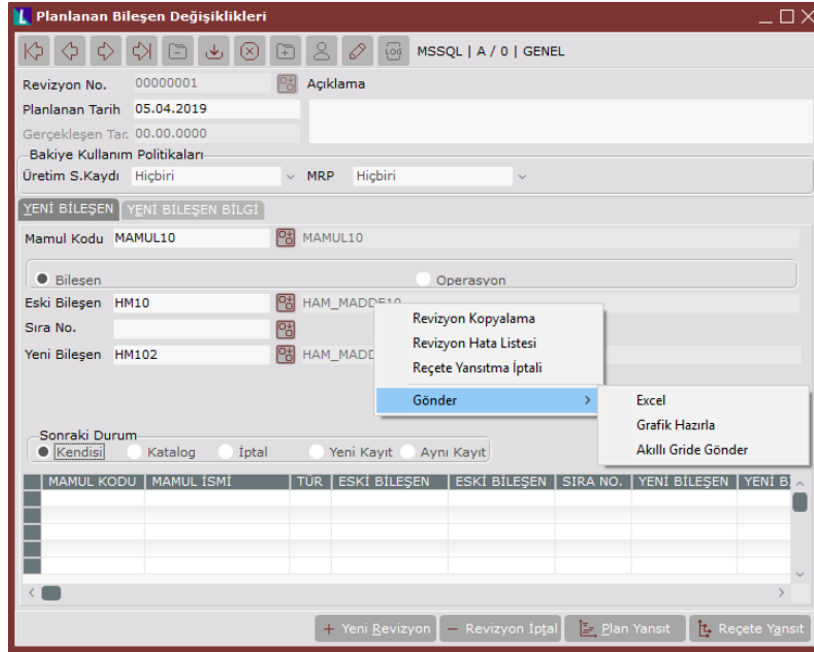 Planlanan Bileşen Değişiklikleri
LOG MSSQL | A / 0 | GENEL
Revizyon No. 00000001 Açıklama
Planlanan Tarih 05.04.2019
Gerçekleşen Tar. 00.00.0000
Bakiye Kullanım Politikaları
Üretim S.Kaydı Hiçbiri MRP Hiçbiri
YENİ BİLEŞEN YENİ BİLEŞEN BİLGİ
Mamul Kodu MAMUL10 MAMUL10
Bileşen Operasyon
Eski Bileşen HM10 HAM_MADDE10
Sıra No.
Yeni Bileşen HM102 HAM_MADD
Revizyon Kopyalama
Revizyon Hata Listesi
Reçete Yansıtma İptali
Gönder >
Excel
Grafik Hazırla
Akıllı Gride Gönder
Sonraki Durum
Kendisi Katalog İptal Yeni Kayıt Aynı Kayıt
MAMUL KODU MAMUL İSMİ TÜR ESKİ BİLEŞEN ESKİ BİLEŞEN SIRA NO. YENİ BİLEŞEN YENİ Bİ
+ Yeni Revizyon − Revizyon İptal Plan Yansıt Reçete Yansıt